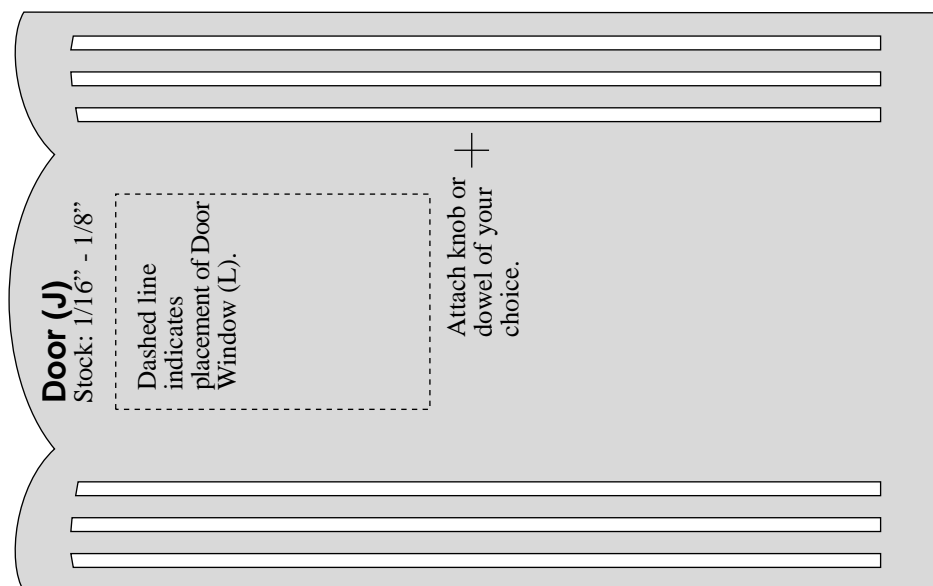 Door (J)
Stock: 1/16” - 1/8”
Dashed line
indicates
placement of Door
Window (L).
Attach knob or
dowel of your
choice.